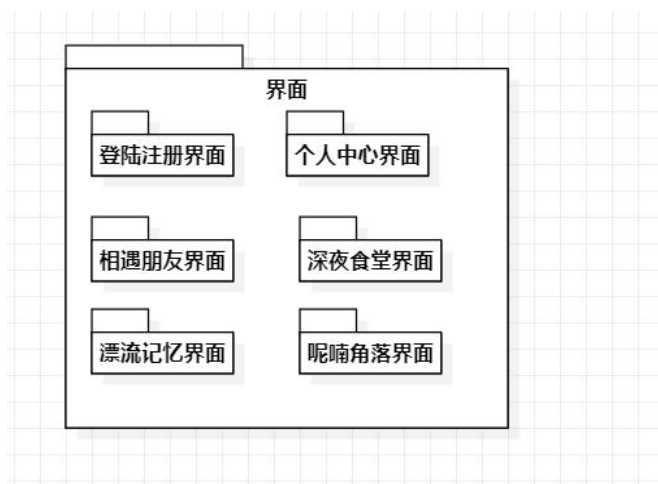 界面
登陆注册界面
个人中心界面
相遇朋友界面
深夜食堂界面
漂流记忆界面
呢喃角落界面